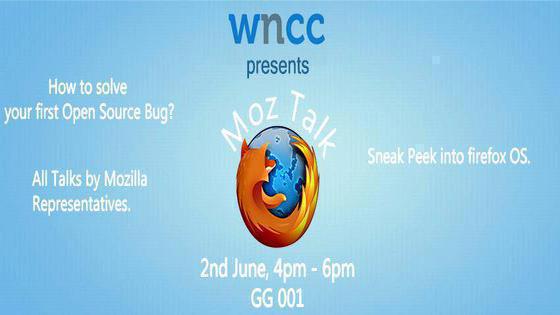 wncc
presents
Moz Talk
How to solve
your first Open Source Bug?
All Talks by Mozilla
Representatives.
Sneak Peek into firefox OS.
2nd June, 4pm - 6pm
GG 001